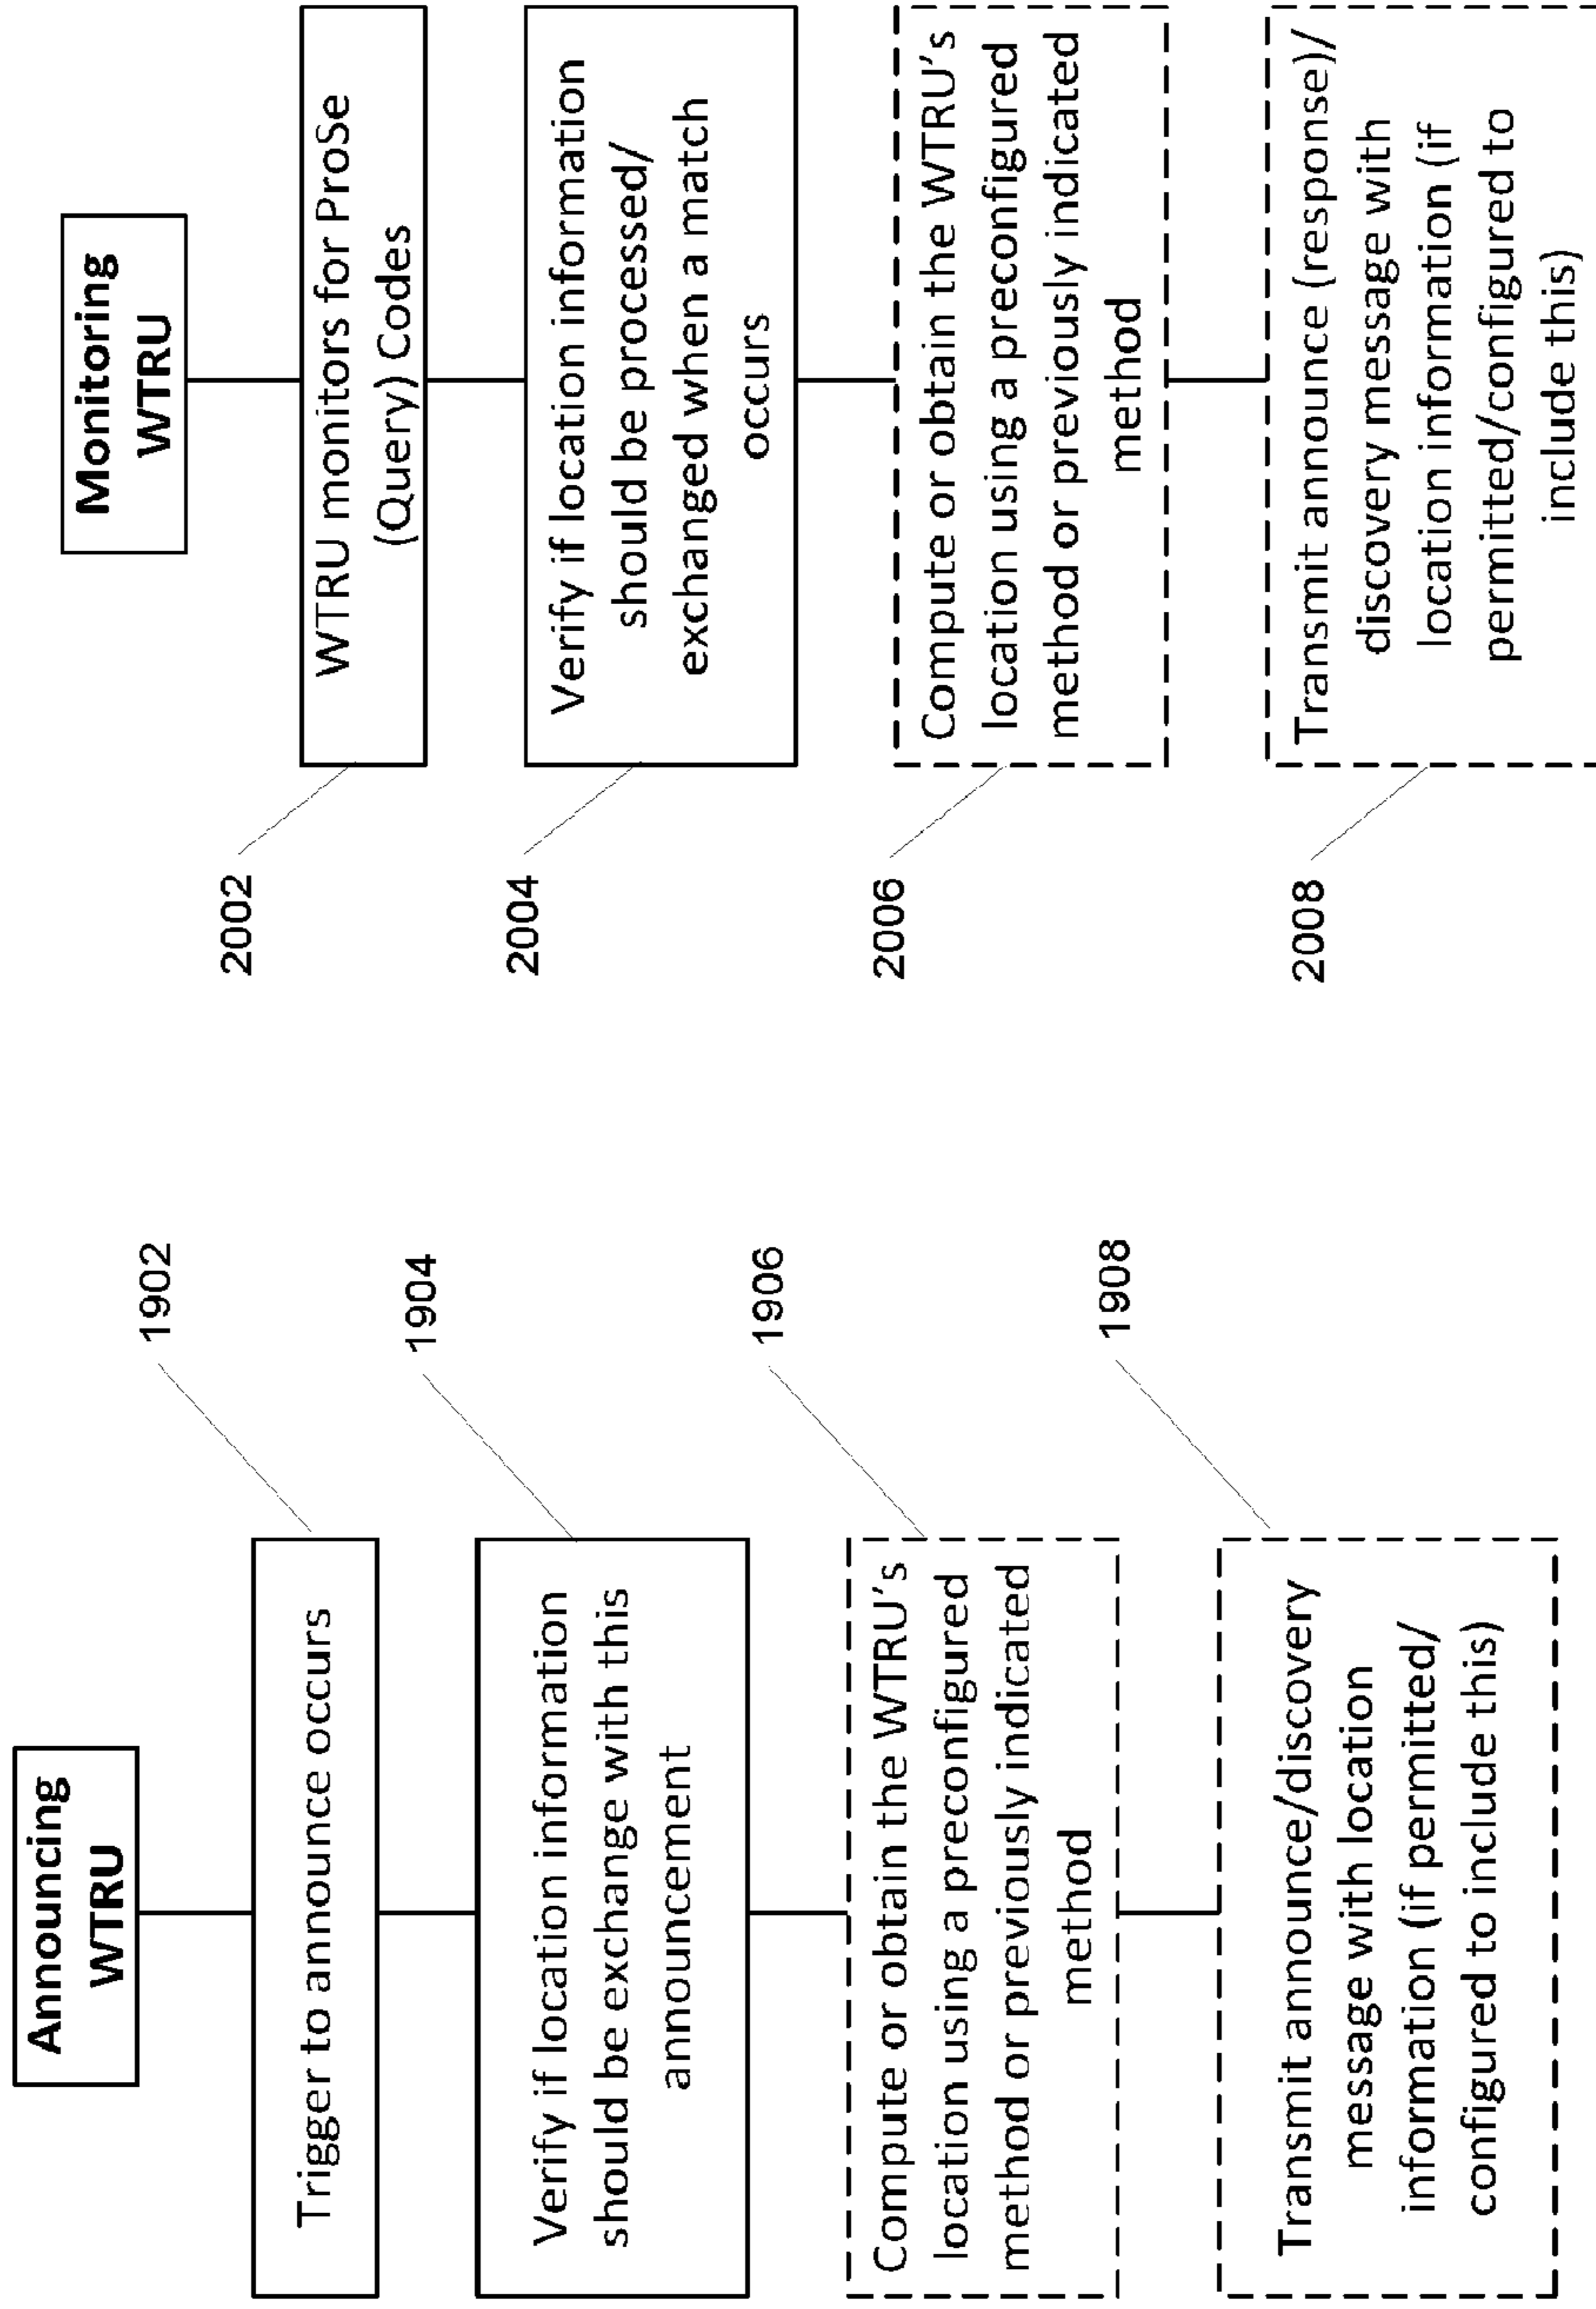 Announcing
WTRU
Trigger to announce occurs
1902
Verify if location information
should be exchange with this
announcement
1904
Compute or obtain the WTRU's
location using a preconfigured
method or previously indicated
method
1906
Transmit announce/discovery
message with location
information (if permitted/
configured to include this)
1908
Monitoring
WTRU
WTRU monitors for ProSe
(Query) Codes
2002
Verify if location information
should be processed/
exchanged when a match
occurs
2004
Compute or obtain the WTRU's
location using a preconfigured
method or previously indicated
method
2006
Transmit announce (response)/
discovery message with
location information (if
permitted/configured to
include this)
2008